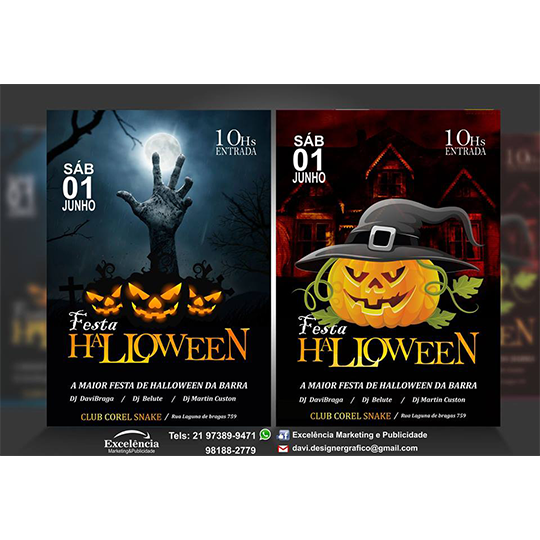 SÁB
01
JUNHO
10Hs
ENTRADA
Festa
HALLOWEEN
A MAIOR FESTA DE HALLOWEEN DA BARRA
DJ DaviBraga / Dj Belute / Dj Martin Custon
CLUB COREL SNAKE / Rua Laguna de bragas 759
SÁB
01
JUNHO
10Hs
ENTRADA
Festa
HALLOWEEN
A MAIOR FESTA DE HALLOWEEN DA BARRA
DJ DaviBraga / Dj Belute / Dj Martin Custon
CLUB COREL SNAKE / Rua Laguna de bragas 759
Excelência
Marketing&Publicidade
Tels: 21 97389-9471
98188-2779
Excelência Marketing e Publicidade
davi.designergrafico@gmail.com